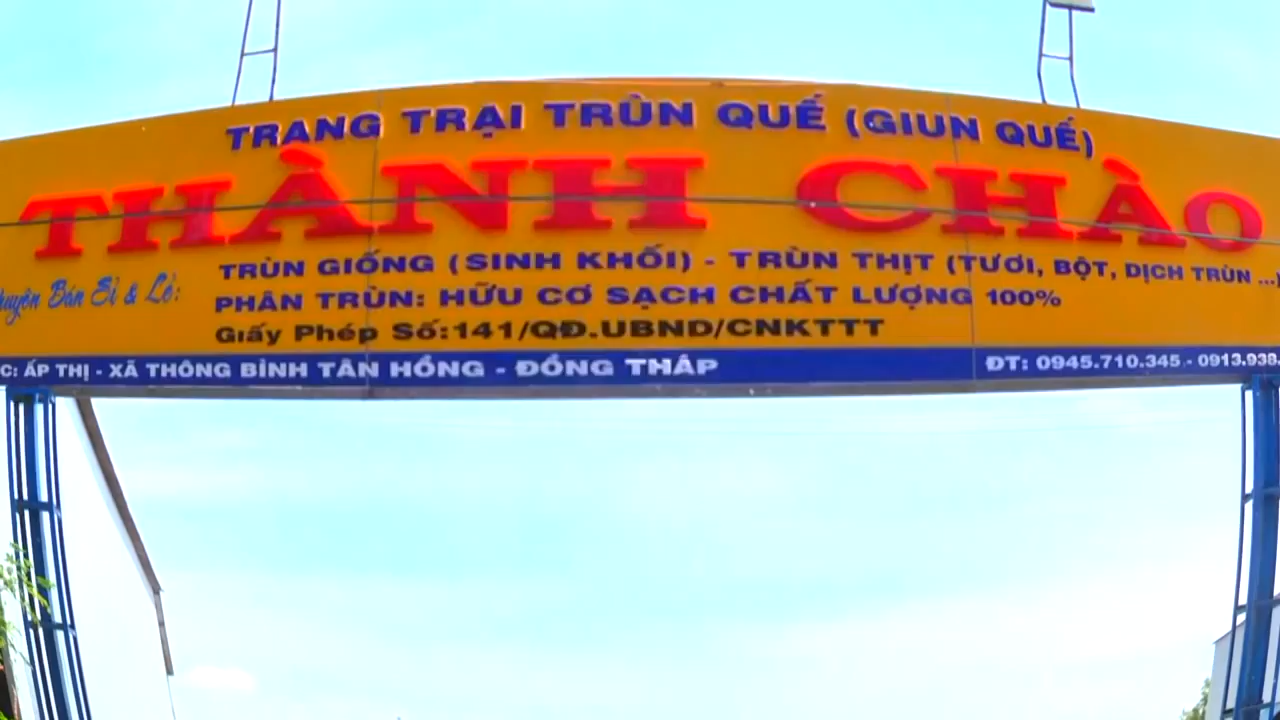 TRANG TRẠI TRÙN QUẾ (GIUN QUẾ)
THÀNH CHÀO
Bán Sỉ & Lẻ:
TRÙN GIỐNG (SINH KHỐI) - TRÙN THỊT (TƯƠI, BỘT, DỊCH TRÙN ...)
PHÂN TRÙN: HỮU CƠ SẠCH CHẤT LƯỢNG 100%
Giấy Phép Số:141/QĐ.UBND/CNKTTT
C: ẤP THỊ - XÃ THÔNG BÌNH TÂN HỒNG - ĐỒNG THÁP
ĐT: 0945.710.345 - 0913.938.